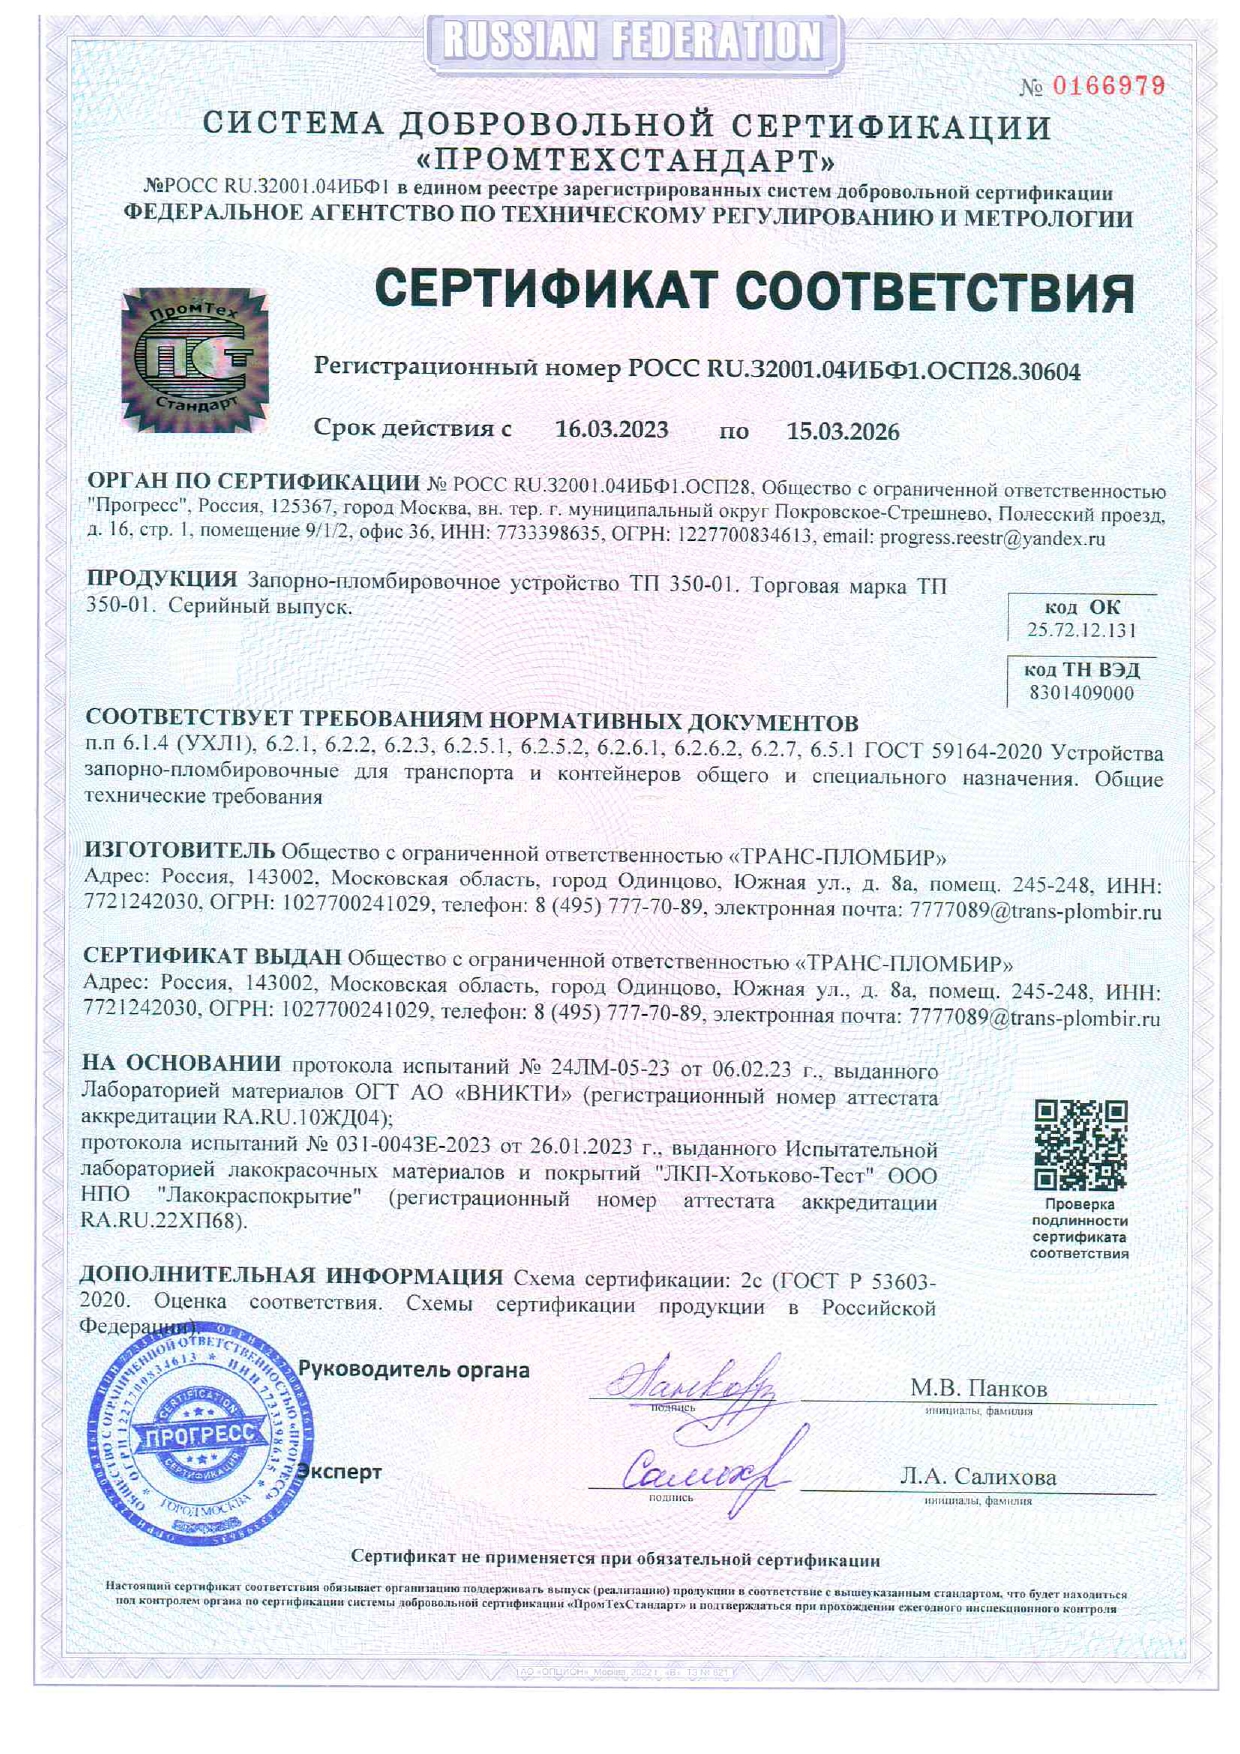 RUSSIAN FEDERATION
№ 0166979
СИСТЕМА ДОБРОВОЛЬНОЙ СЕРТИФИКАЦИИ
«ПРОМТЕХСТАНДАРТ»
№РОСС RU.32001.04ИБФ1 в едином реестре зарегистрированных систем добровольной сертификации
ФЕДЕРАЛЬНОЕ АГЕНТСТВО ПО ТЕХНИЧЕСКОМУ РЕГУЛИРОВАНИЮ И МЕТРОЛОГИИ
СЕРТИФИКАТ СООТВЕТСТВИЯ
ПромТех
ПСТ
Стандарт
Регистрационный номер РОСС RU.32001.04ИБФ1.ОСП28.30604
Срок действия с 16.03.2023 по 15.03.2026
ОРГАН ПО СЕРТИФИКАЦИИ № РОСС RU.32001.04ИБФ1.ОСП28, Общество с ограниченной ответственностью
"Прогресс", Россия, 125367, город Москва, вн. тер. г. муниципальный округ Покровское-Стрешнево, Полесский проезд,
д. 16, стр. 1, помещение 9/1/2, офис 36, ИНН: 7733398635, ОГРН: 1227700834613, email: progress.reestr@yandex.ru
ПРОДУКЦИЯ Запорно-пломбировочное устройство ТП 350-01. Торговая марка ТП
350-01. Серийный выпуск.
код ОК
25.72.12.131
код ТН ВЭД
8301409000
СООТВЕТСТВУЕТ ТРЕБОВАНИЯМ НОРМАТИВНЫХ ДОКУМЕНТОВ
п.п 6.1.4 (УХЛ1), 6.2.1, 6.2.2, 6.2.3, 6.2.5.1, 6.2.5.2, 6.2.6.1, 6.2.6.2, 6.2.7, 6.5.1 ГОСТ 59164-2020 Устройства
запорно-пломбировочные для транспорта и контейнеров общего и специального назначения. Общие
технические требования
ИЗГОТОВИТЕЛЬ Общество с ограниченной ответственностью «ТРАНС-ПЛОМБИР»
Адрес: Россия, 143002, Московская область, город Одинцово, Южная ул., д. 8а, помещ. 245-248, ИНН:
7721242030, ОГРН: 1027700241029, телефон: 8 (495) 777-70-89, электронная почта: 7777089@trans-plombir.ru
СЕРТИФИКАТ ВЫДАН Общество с ограниченной ответственностью «ТРАНС-ПЛОМБИР»
Адрес: Россия, 143002, Московская область, город Одинцово, Южная ул., д. 8а, помещ. 245-248, ИНН:
7721242030, ОГРН: 1027700241029, телефон: 8 (495) 777-70-89, электронная почта: 7777089@trans-plombir.ru
НА ОСНОВАНИИ протокола испытаний № 24ЛМ-05-23 от 06.02.23 г., выданного
Лабораторией материалов ОГТ АО «ВНИКТИ» (регистрационный номер аттестата
аккредитации RA.RU.10ЖД04);
протокола испытаний № 031-0043Е-2023 от 26.01.2023 г., выданного Испытательной
лабораторией лакокрасочных материалов и покрытий "ЛКП-Хотьково-Тест" ООО
НПО "Лакокраспокрытие" (регистрационный номер аттестата аккредитации
RA.RU.22ХП68).
Проверка
подлинности
сертификата
соответствия
ДОПОЛНИТЕЛЬНАЯ ИНФОРМАЦИЯ Схема сертификации: 2с (ГОСТ Р 53603-
2020. Оценка соответствия. Схемы сертификации продукции в Российской
Федерации).
Руководитель органа
подпись
М.В. Панков
инициалы, фамилия
Эксперт
подпись
Л.А. Салихова
инициалы, фамилия
ОБЩЕСТВО С ОГРАНИЧЕННОЙ ОТВЕТСТВЕННОСТЬЮ «ПРОГРЕСС»
ОГРН 1227700834613 * ИНН 7733398635 *
CERTIFICATION
ПРОГРЕСС
СЕРТИФИКАЦИЯ
ГОРОД МОСКВА
Сертификат не применяется при обязательной сертификации
Настоящий сертификат соответствия обязывает организацию поддерживать выпуск (реализацию) продукции в соответствие с вышеуказанным стандартом, что будет находиться
под контролем органа по сертификации системы добровольной сертификации «ПромТехСтандарт» и подтверждаться при прохождении ежегодного инспекционного контроля
АО «ОПЦИОН», Москва, 2022 г., «В»